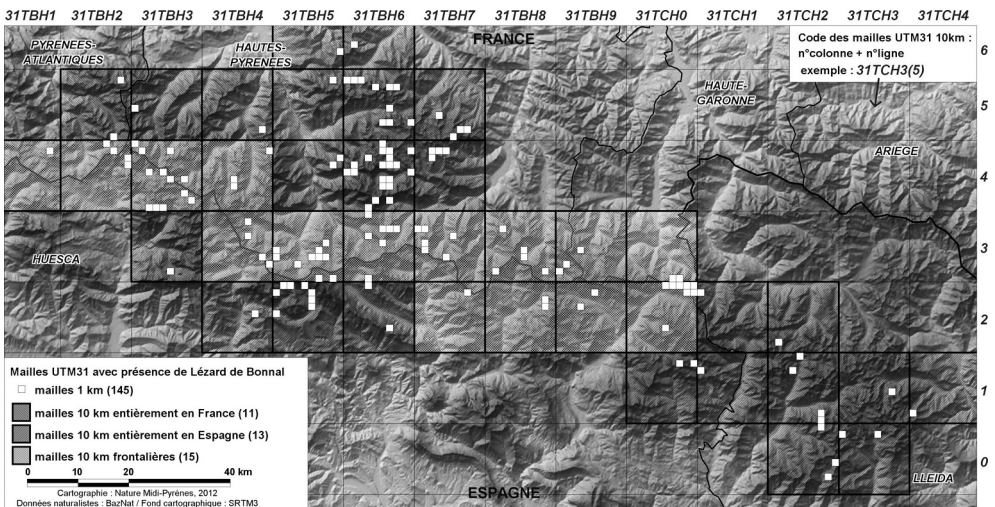 31TBH1 31TBH2 31TBH3 31TBH4 31TBH5 31TBH6 31TBH7 31TBH8 31TBH9 31TCH0 31TCH1 31TCH2 31TCH3 31TCH4
PYRENEES-
ATLANTIQUES
HAUTES-
PYRENEES
FRANCE
HAUTE-
GARONNE
Code des mailles UTM31 10km :
n°colonne + n°ligne
exemple : 31TCH3(5)
ARIEGE
HUESCA
6
5
4
3
2
1
0
Mailles UTM31 avec présence de Lézard de Bonnal
mailles 1 km (145)
mailles 10 km entièrement en France (11)
mailles 10 km entièrement en Espagne (13)
mailles 10 km frontalières (15)
0 10 20 40 km
Cartographie : Nature Midi-Pyrénes, 2012
Données naturalistes : BazNat / Fond cartographique : SRTM3
ESPAGNE
LLEIDA